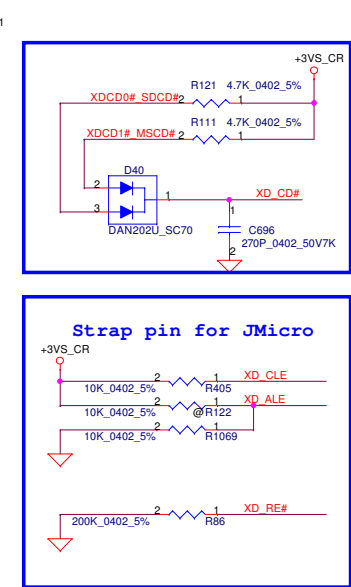 1
+3VS_CR
R121 4.7K_0402_5%
XDCD0#_SDCD# 2 1
R111 4.7K_0402_5%
XDCD1#_MSCD# 2 1
D40
2
1 XD_CD#
3
1
DAN202U_SC70
C696
270P_0402_50V7K
2
Strap pin for JMicro
+3VS_CR
2 1 XD_CLE
10K_0402_5% R405
2 1 XD_ALE
10K_0402_5% @R122
2 1
10K_0402_5% R1069
2 1 XD_RE#
200K_0402_5% R86